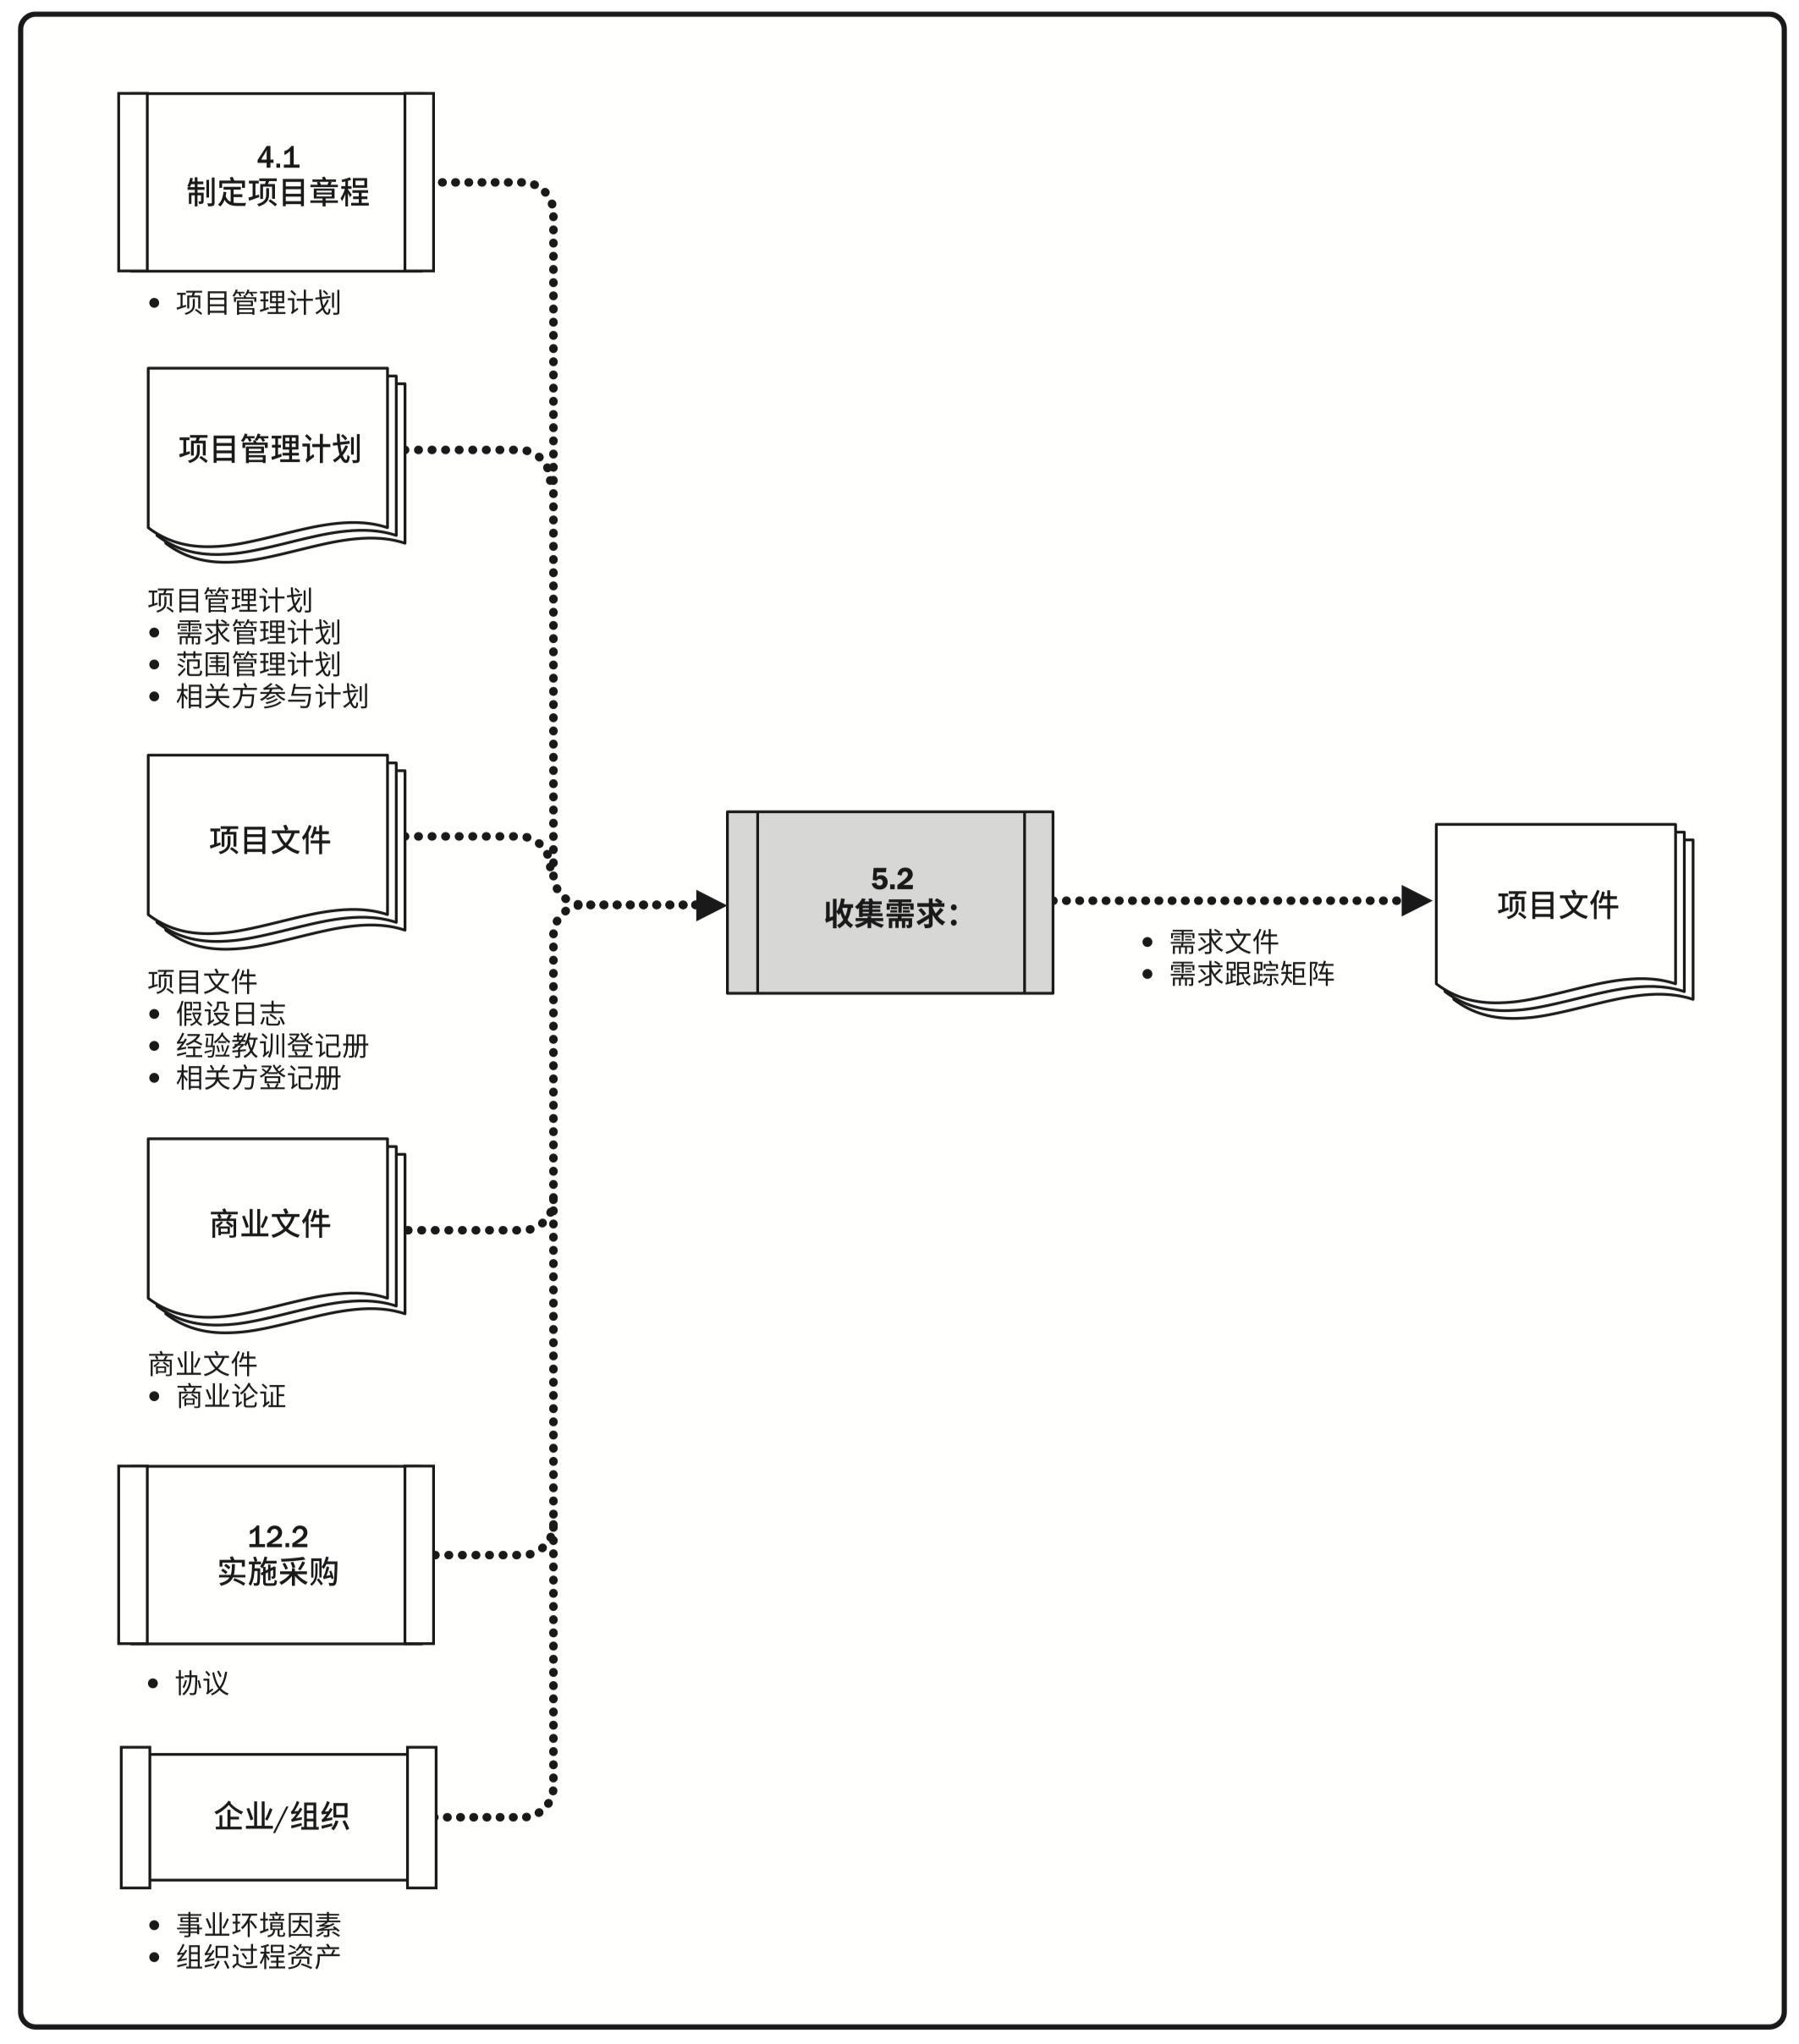 4.1
制定项目章程
• 项目管理计划
项目管理计划
项目管理计划
• 需求管理计划
• 范围管理计划
• 相关方参与计划
项目文件
项目文件
• 假设日志
• 经验教训登记册
• 相关方登记册
商业文件
商业文件
• 商业论证
12.2
实施采购
• 协议
企业/组织
• 事业环境因素
• 组织过程资产
5.2
收集需求：
• 需求文件
• 需求跟踪矩阵
项目文件